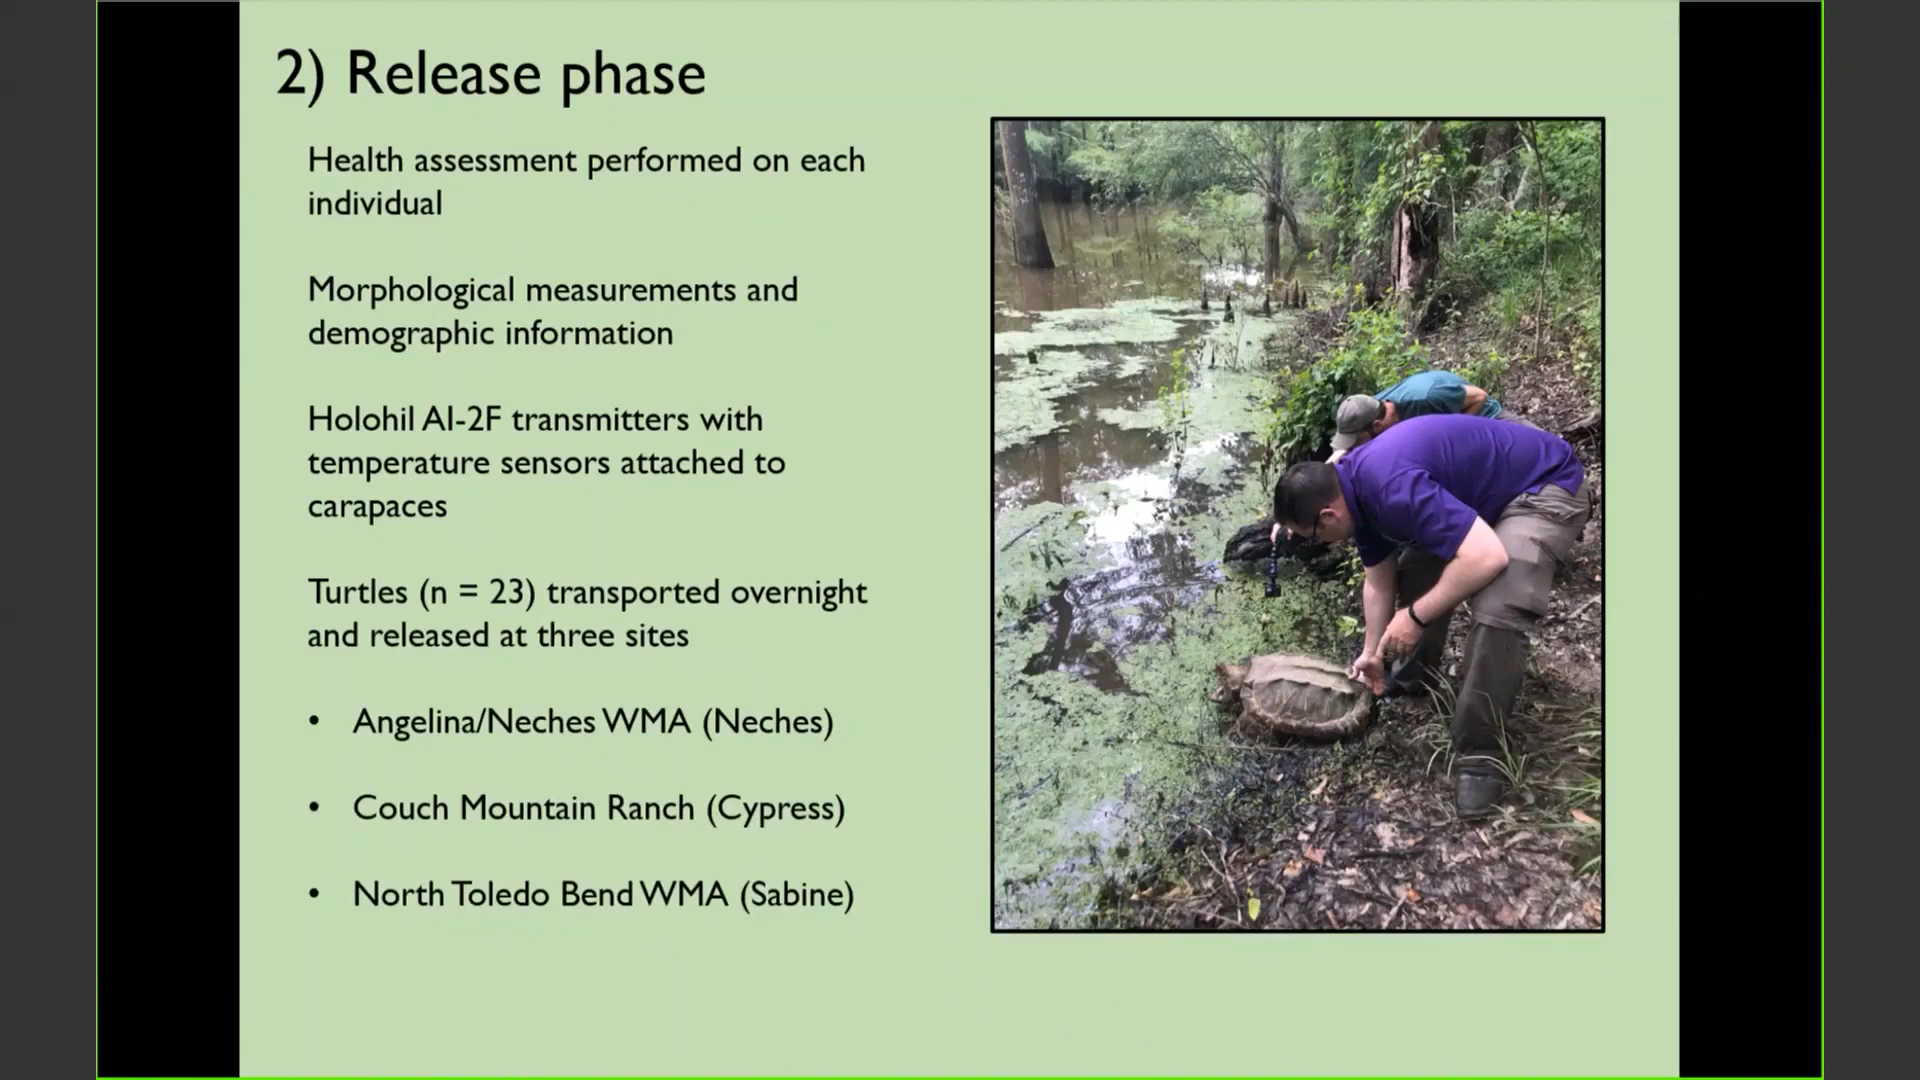 2) Release phase
Health assessment performed on each
individual
Morphological measurements and
demographic information
Holohil AI-2F transmitters with
temperature sensors attached to
carapaces
Turtles (n = 23) transported overnight
and released at three sites
• Angelina/Neches WMA (Neches)
• Couch Mountain Ranch (Cypress)
• North Toledo Bend WMA (Sabine)